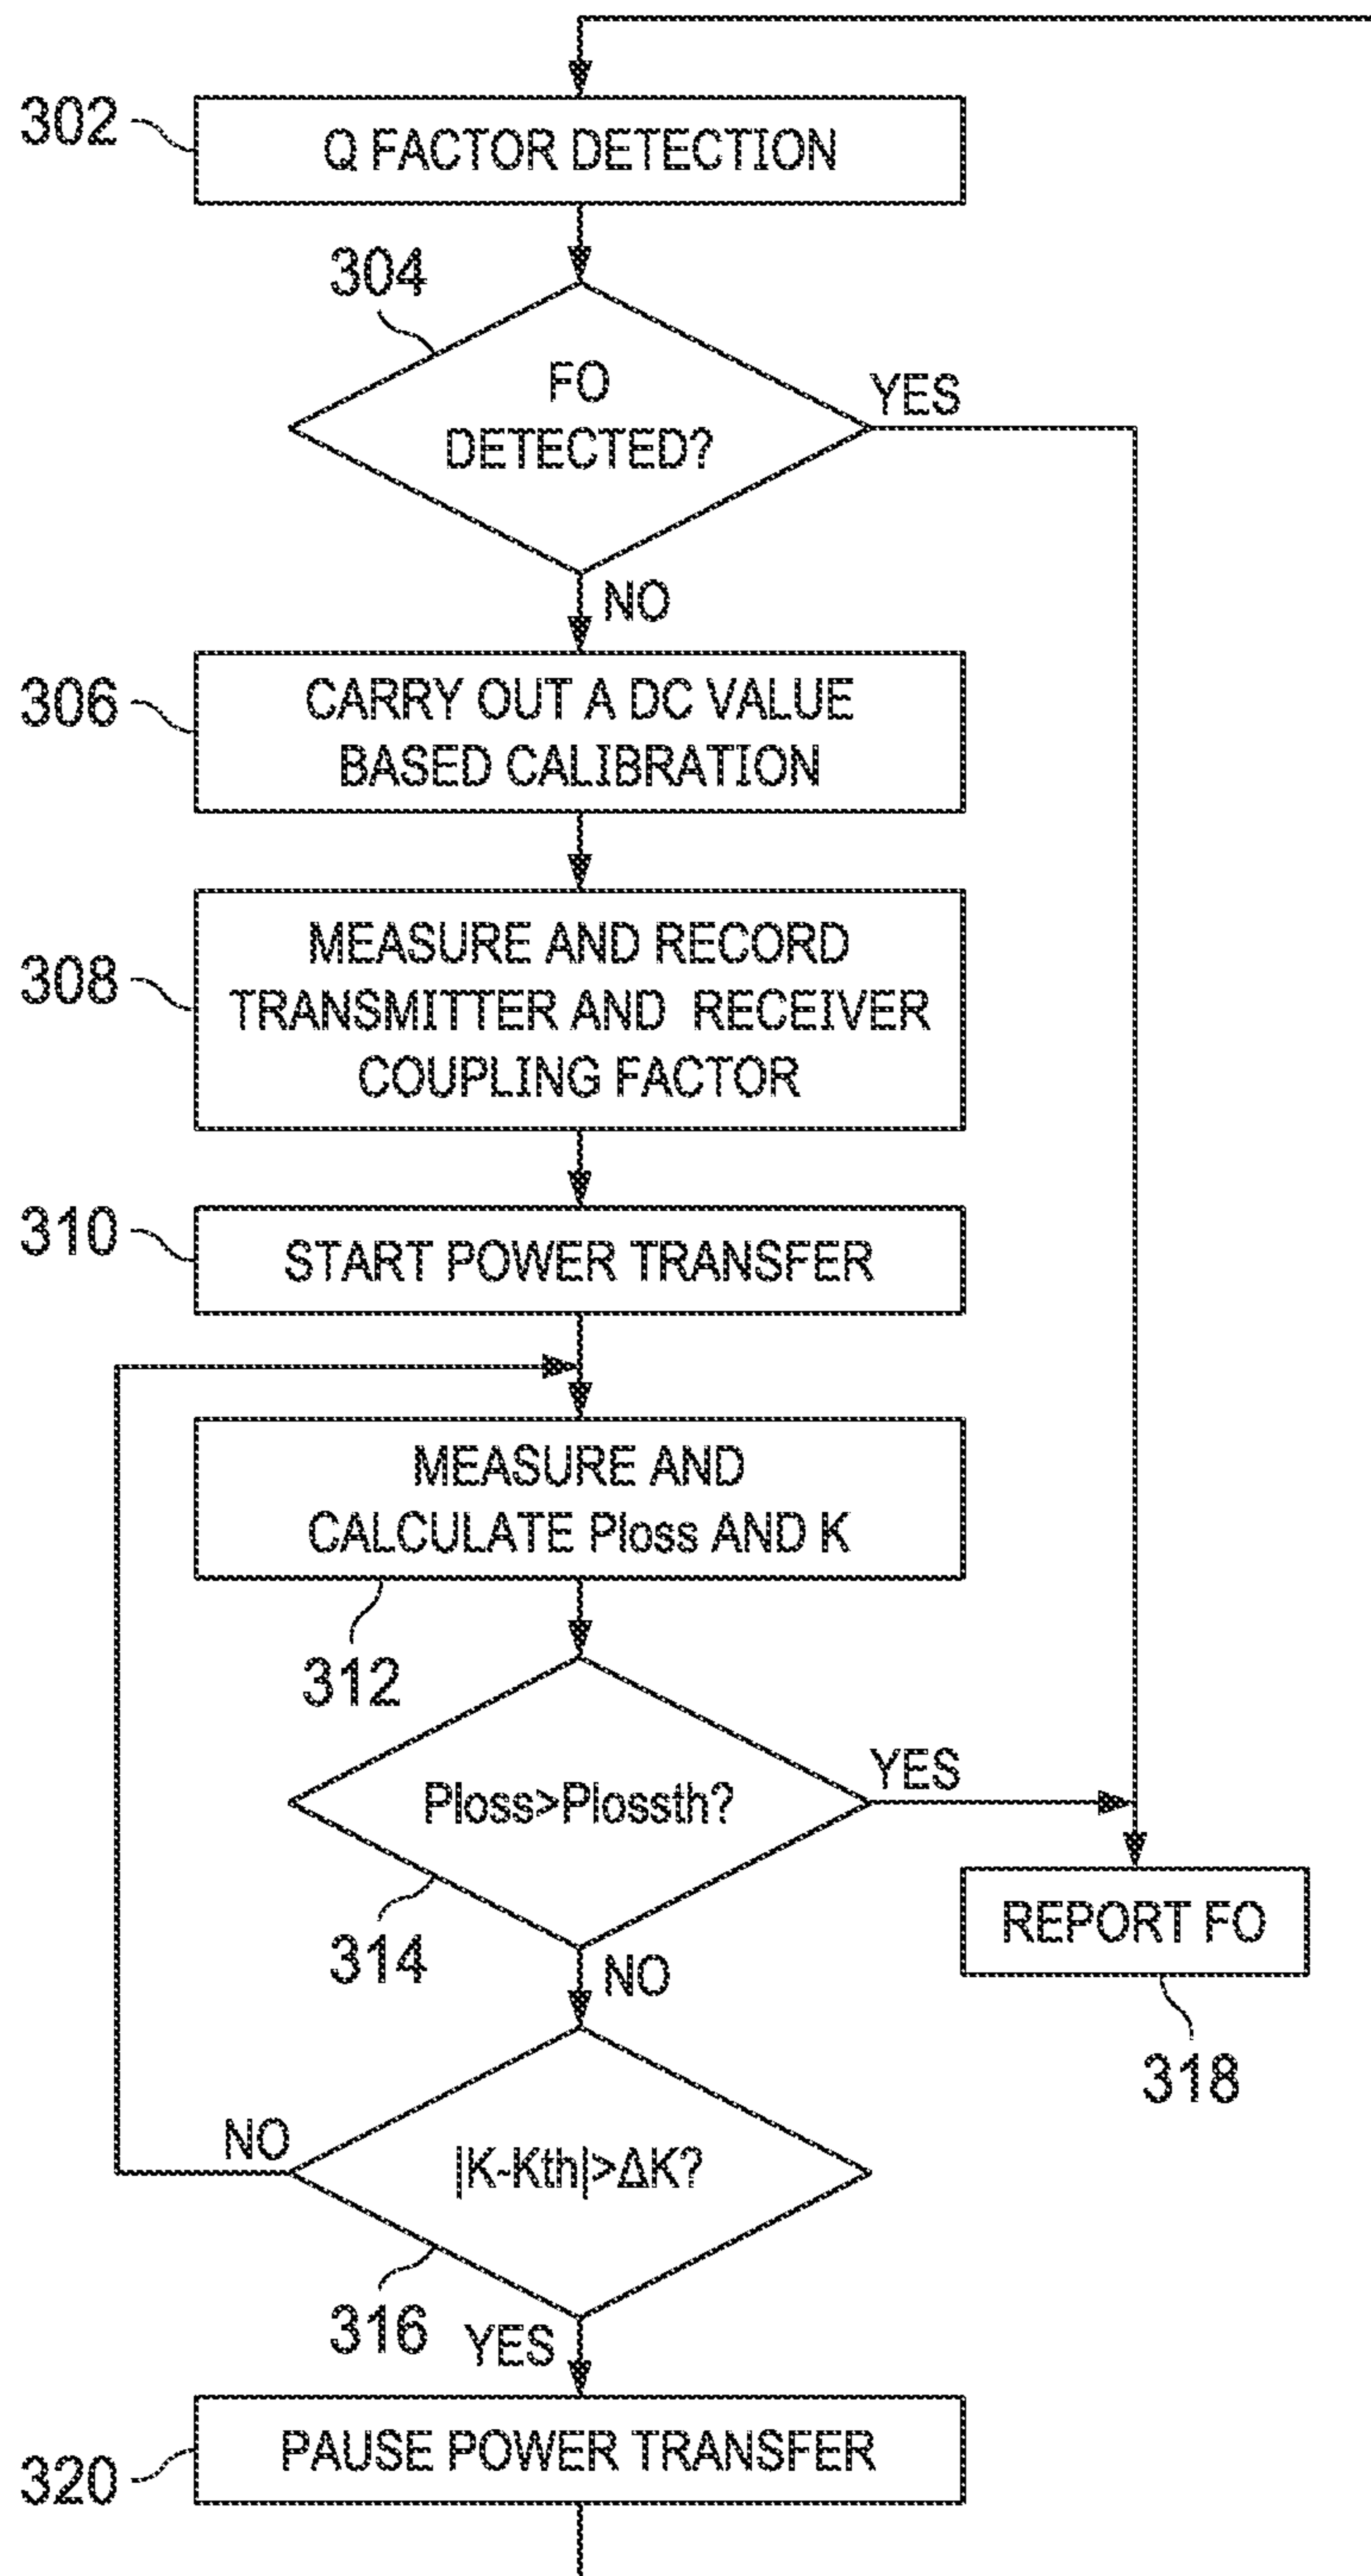 302
Q FACTOR DETECTION
304
FO
DETECTED?
YES
NO
306
CARRY OUT A DC VALUE
BASED CALIBRATION
308
MEASURE AND RECORD
TRANSMITTER AND RECEIVER
COUPLING FACTOR
310
START POWER TRANSFER
MEASURE AND
CALCULATE Ploss AND K
312
Ploss>Plossth?
YES
314
NO
REPORT FO
318
|K-Kth|>ΔK?
NO
316
YES
PAUSE POWER TRANSFER
320